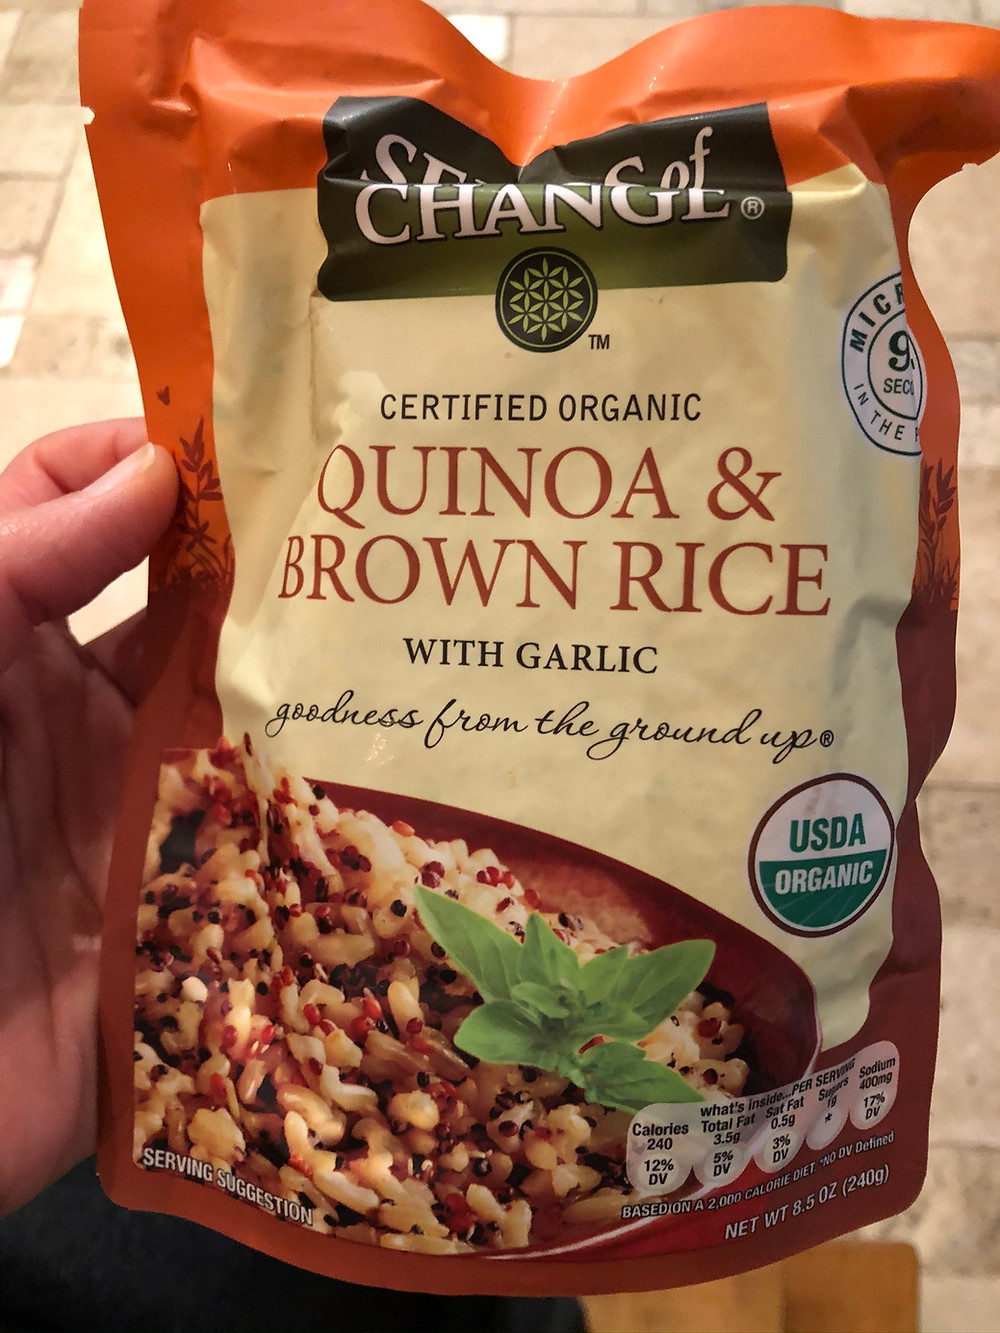 CHANGE®
of
TM
CERTIFIED ORGANIC
QUINOA &
BROWN RICE
WITH GARLIC
goodness from the ground up®
IN THE
USDA
ORGANIC
what's inside...PER SERVING
Calories
240
12%
DV
Total Fat
3.5g
5%
DV
Sat Fat
0.5g
3%
DV
Sugars
1g
*
Sodium
400mg
17%
DV
BASED ON A 2,000 CALORIE DIET. *NO DV Defined
NET WT 8.5 OZ (240g)
SERVING SUGGESTION